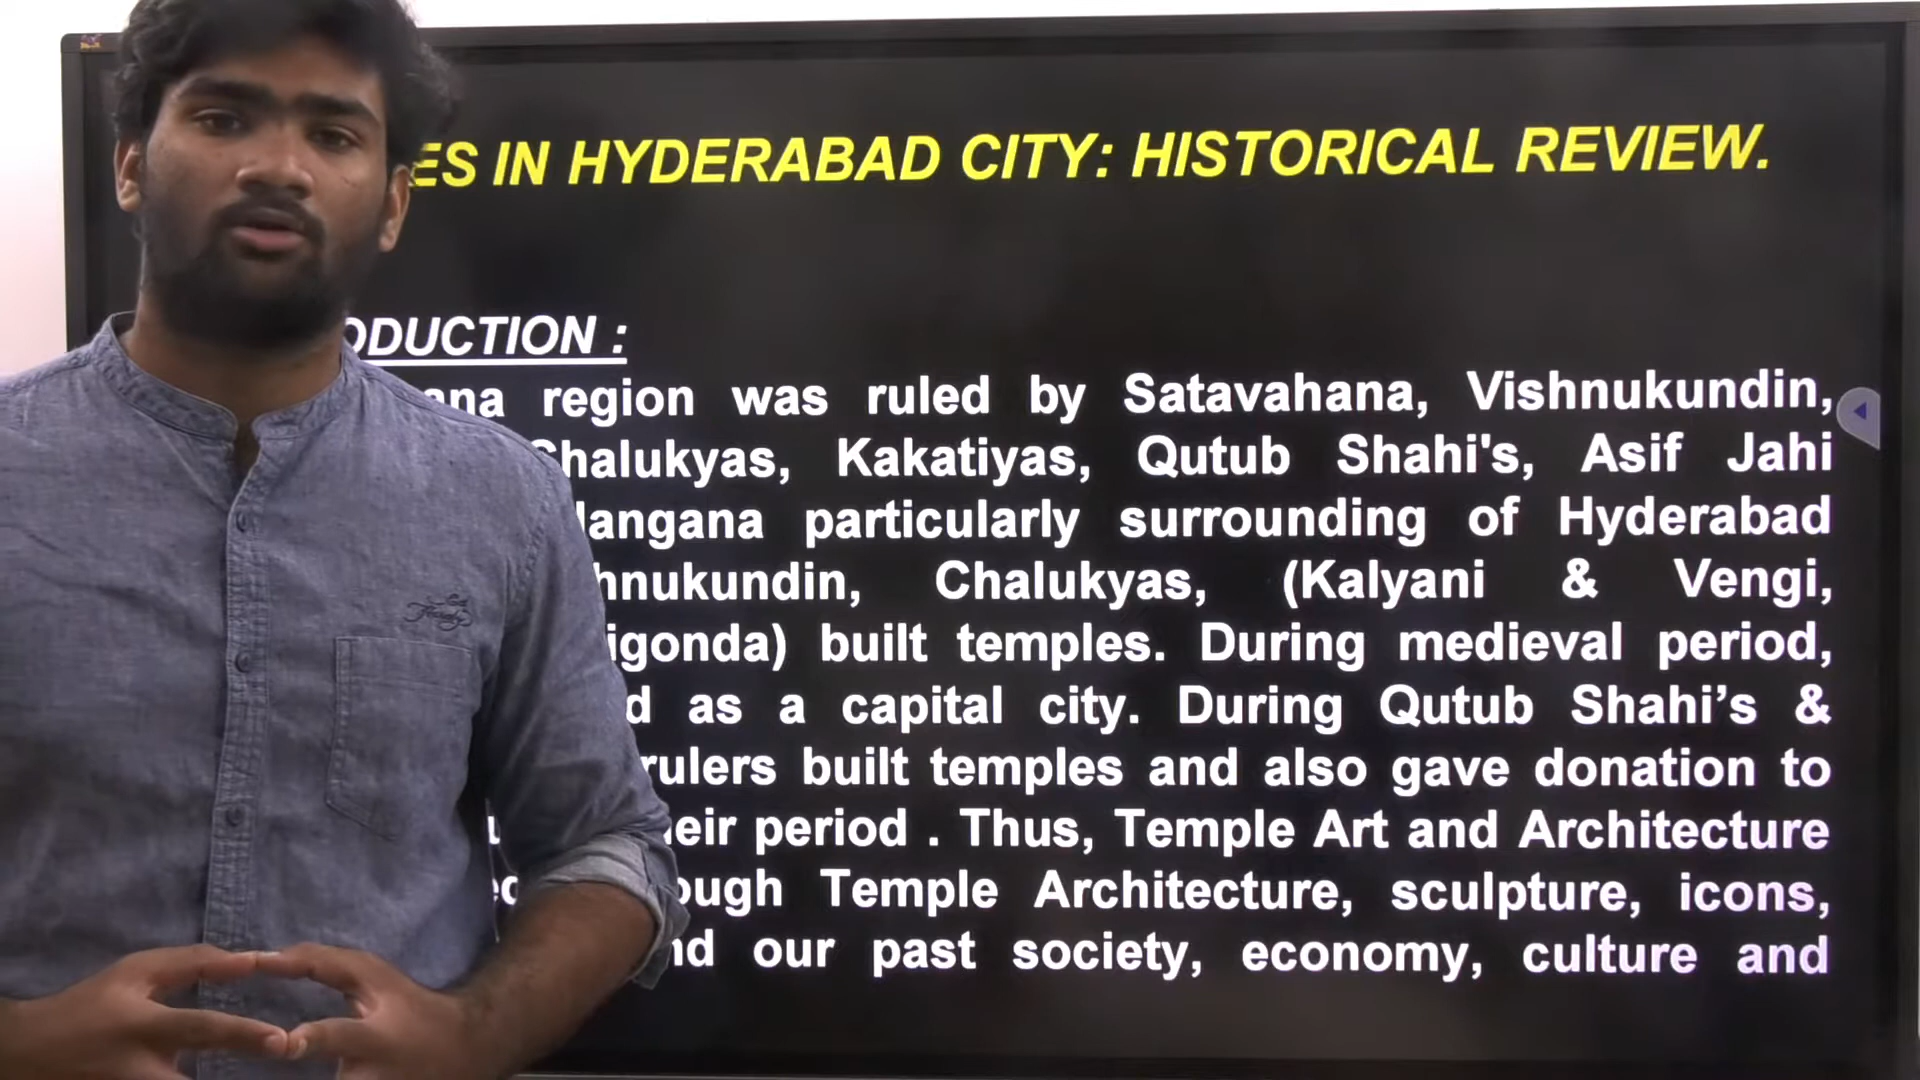 ES IN HYDERABAD CITY: HISTORICAL REVIEW.
ODUCTION :
ana region was ruled by Satavahana, Vishnukundin,
Chalukyas, Kakatiyas, Qutub Shahi's, Asif Jahi
langana particularly surrounding of Hyderabad
hnukundin, Chalukyas, (Kalyani & Vengi,
igonda) built temples. During medieval period,
d as a capital city. During Qutub Shahi’s &
rulers built temples and also gave donation to
eir period . Thus, Temple Art and Architecture
ough Temple Architecture, sculpture, icons,
nd our past society, economy, culture and